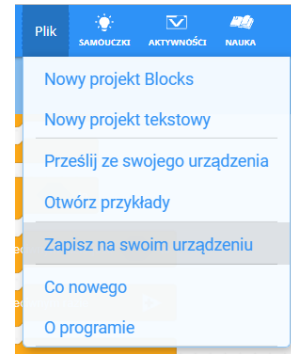 Plik
SAMOUCZKI
AKTYWNOŚCI
NAUKA
Nowy projekt Blocks
Nowy projekt tekstowy
Prześlij ze swojego urządzenia
Otwórz przykłady
Zapisz na swoim urządzeniu
Co nowego
O programie